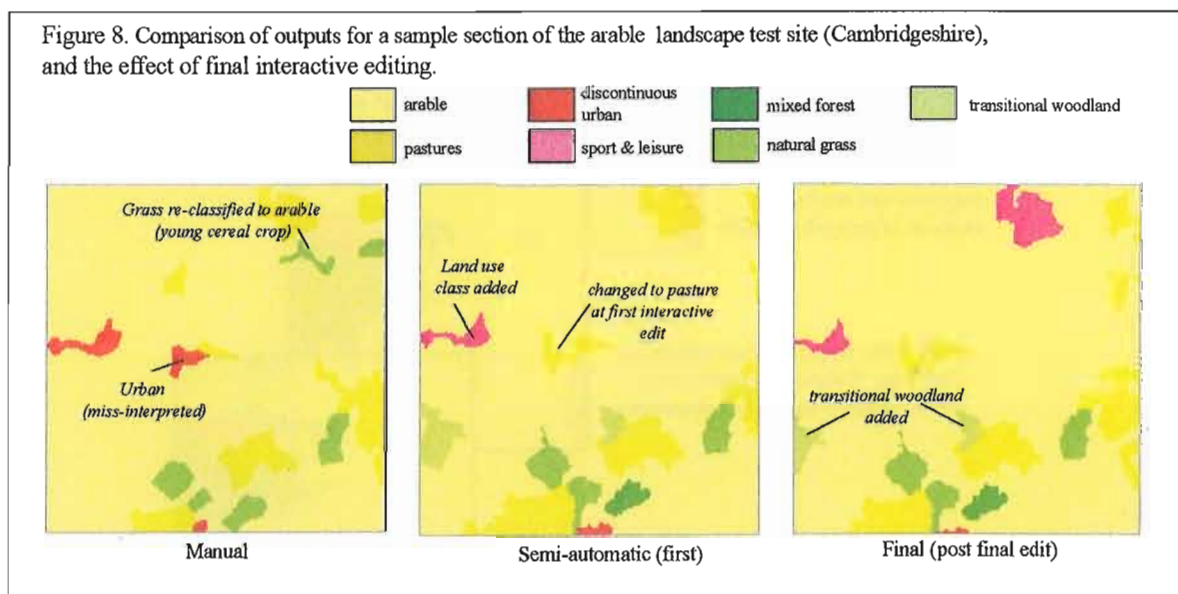 Figure 8. Comparison of outputs for a sample section of the arable landscape test site (Cambridgeshire),
and the effect of final interactive editing.
arable
discontinuous
urban
mixed forest
transitional woodland
pastures
sport & leisure
natural grass
Grass re-classified to arable
(young cereal crop)
Urban
(miss-interpreted)
Manual
Land use
class added
changed to pasture
at first interactive
edit
Semi-automatic (first)
transitional woodland
added
Final (post final edit)